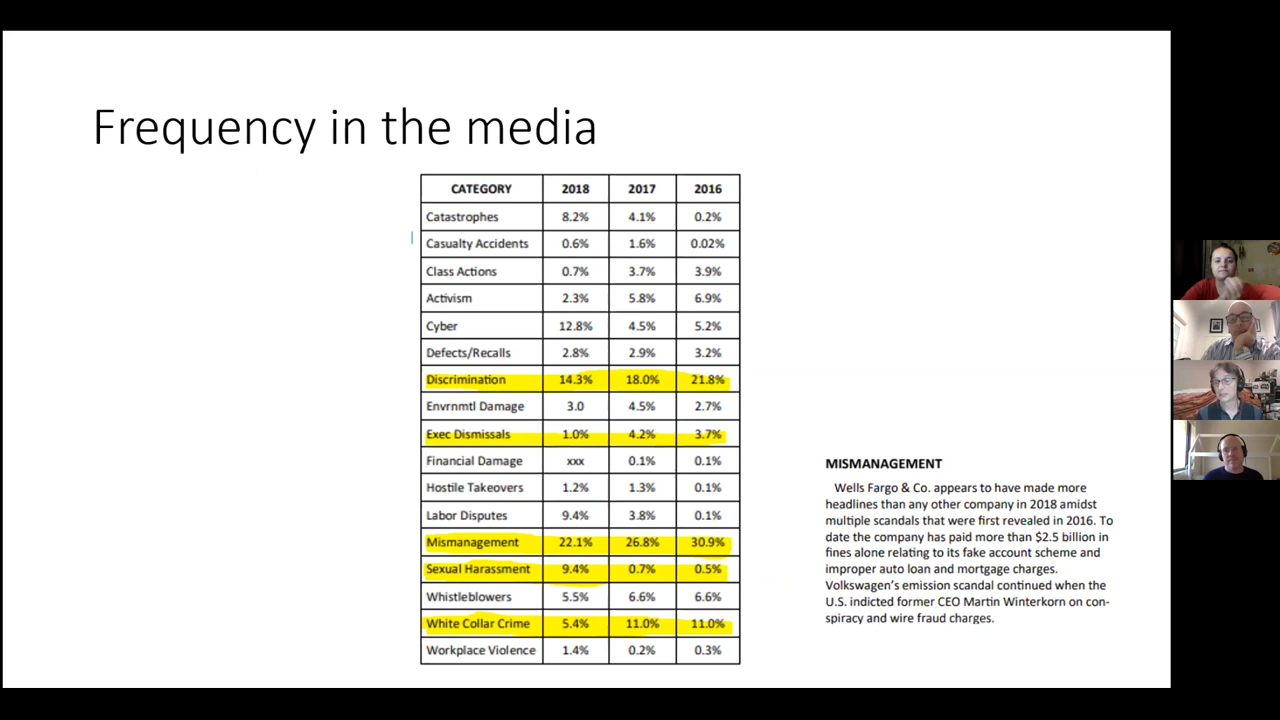 Frequency in the media
CATEGORY 2018 2017 2016
Catastrophes 8.2% 4.1% 0.2%
Casualty Accidents 0.6% 1.6% 0.02%
Class Actions 0.7% 3.7% 3.9%
Activism 2.3% 5.8% 6.9%
Cyber 12.8% 4.5% 5.2%
Defects/Recalls 2.8% 2.9% 3.2%
Discrimination 14.3% 18.0% 21.8%
Envrnmtl Damage 3.0 4.5% 2.7%
Exec Dismissals 1.0% 4.2% 3.7%
Financial Damage xxx 0.1% 0.1%
Hostile Takeovers 1.2% 1.3% 0.1%
Labor Disputes 9.4% 3.8% 0.1%
Mismanagement 22.1% 26.8% 30.9%
Sexual Harassment 9.4% 0.7% 0.5%
Whistleblowers 5.5% 6.6% 6.6%
White Collar Crime 5.4% 11.0% 11.0%
Workplace Violence 1.4% 0.2% 0.3%
MISMANAGEMENT
Wells Fargo & Co. appears to have made more
headlines than any other company in 2018 amidst
multiple scandals that were first revealed in 2016. To
date the company has paid more than $2.5 billion in
fines alone relating to its fake account scheme and
improper auto loan and mortgage charges.
Volkswagen's emission scandal continued when the
U.S. indicted former CEO Martin Winterkorn on con-
spiracy and wire fraud charges.